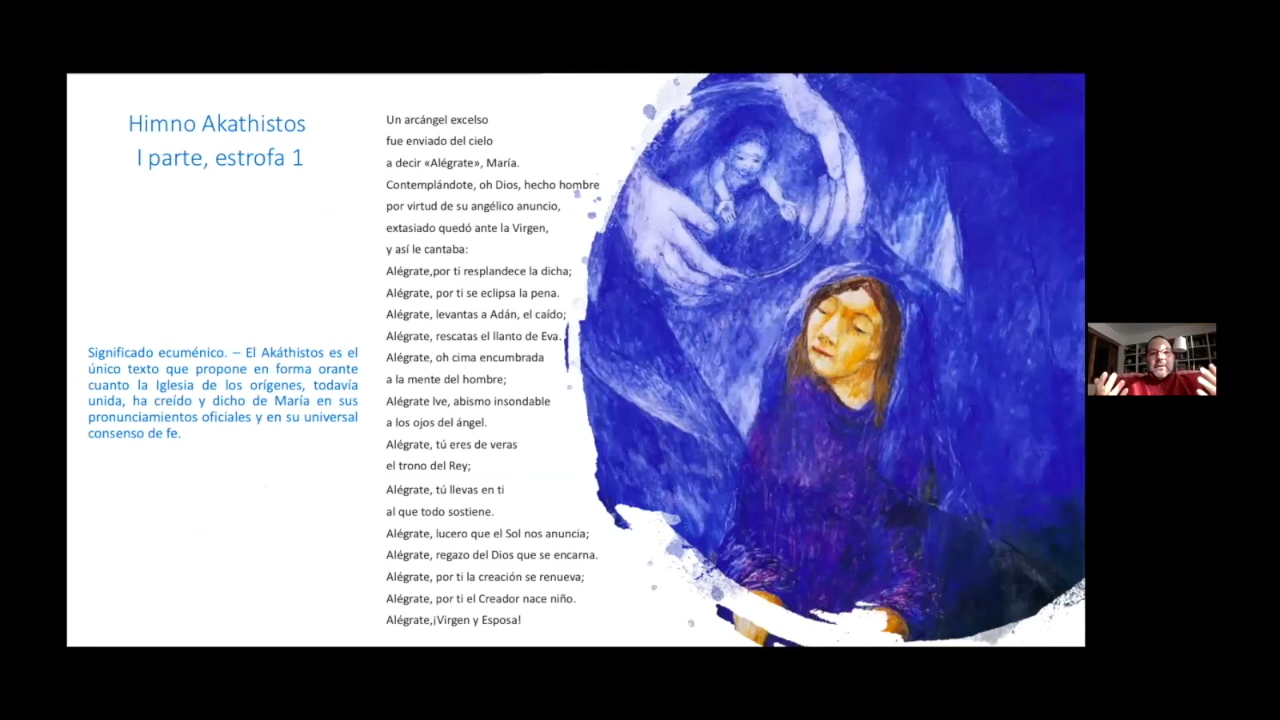 Himno Akathistos
I parte, estrofa 1
Significado ecuménico. – El Akáthistos es el
único texto que propone en forma orante
cuanto la Iglesia de los orígenes, todavía
unida, ha creído y dicho de María en sus
pronunciamientos oficiales y en su universal
consenso de fe.
Un arcángel excelso
fue enviado del cielo
a decir «Alégrate», María.
Contemplándote, oh Dios, hecho hombre
por virtud de su angélico anuncio,
extasiado quedó ante la Virgen,
y así le cantaba:
Alégrate,por ti resplandece la dicha;
Alégrate, por ti se eclipsa la pena.
Alégrate, levantas a Adán, el caído;
Alégrate, rescatas el llanto de Eva.
Alégrate, oh cima encumbrada
a la mente del hombre;
Alégrate lve, abismo insondable
a los ojos del ángel.
Alégrate, tú eres de veras
el trono del Rey;
Alégrate, tú llevas en ti
al que todo sostiene.
Alégrate, lucero que el Sol nos anuncia;
Alégrate, regazo del Dios que se encarna.
Alégrate, por ti la creación se renueva;
Alégrate, por ti el Creador nace niño.
Alégrate,¡Virgen y Esposa!